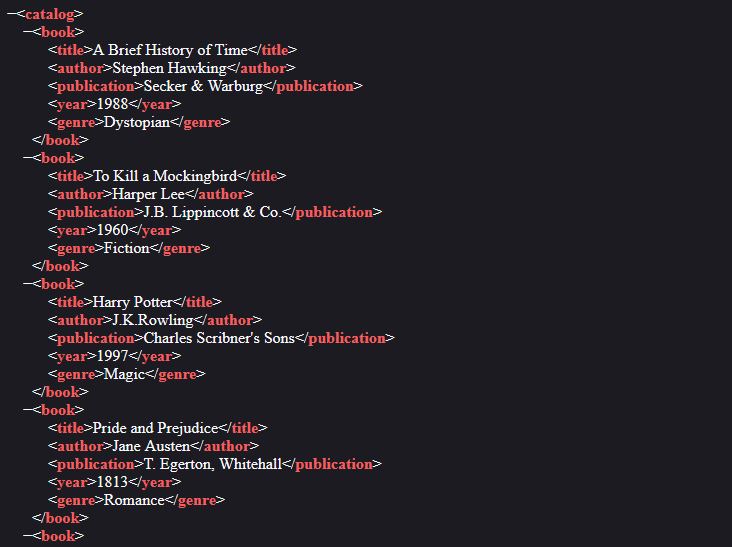 −<catalog>
−<book>
<title>A Brief History of Time</title>
<author>Stephen Hawking</author>
<publication>Secker & Warburg</publication>
<year>1988</year>
<genre>Dystopian</genre>
</book>
−<book>
<title>To Kill a Mockingbird</title>
<author>Harper Lee</author>
<publication>J.B. Lippincott & Co.</publication>
<year>1960</year>
<genre>Fiction</genre>
</book>
−<book>
<title>Harry Potter</title>
<author>J.K.Rowling</author>
<publication>Charles Scribner's Sons</publication>
<year>1997</year>
<genre>Magic</genre>
</book>
−<book>
<title>Pride and Prejudice</title>
<author>Jane Austen</author>
<publication>T. Egerton, Whitehall</publication>
<year>1813</year>
<genre>Romance</genre>
</book>
−<book>